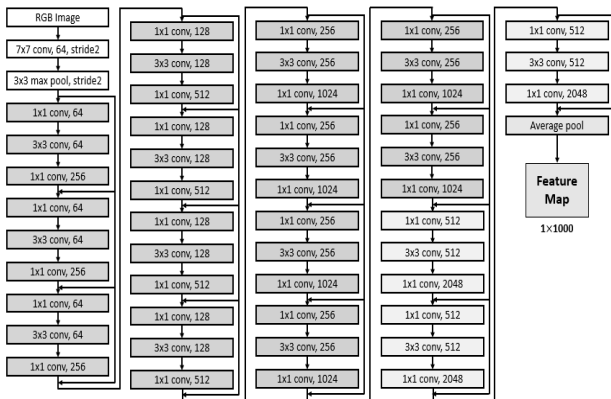 RGB Image
7x7 conv, 64, stride2
3x3 max pool, stride2
1x1 conv, 64
3x3 conv, 64
1x1 conv, 256
1x1 conv, 64
3x3 conv, 64
1x1 conv, 256
1x1 conv, 64
3x3 conv, 64
1x1 conv, 256
1x1 conv, 128
3x3 conv, 128
1x1 conv, 512
1x1 conv, 128
3x3 conv, 128
1x1 conv, 512
1x1 conv, 128
3x3 conv, 128
1x1 conv, 512
1x1 conv, 128
3x3 conv, 128
1x1 conv, 512
1x1 conv, 256
3x3 conv, 256
1x1 conv, 1024
1x1 conv, 256
3x3 conv, 256
1x1 conv, 1024
1x1 conv, 256
3x3 conv, 256
1x1 conv, 1024
1x1 conv, 256
3x3 conv, 256
1x1 conv, 1024
1x1 conv, 256
3x3 conv, 256
1x1 conv, 1024
1x1 conv, 256
3x3 conv, 256
1x1 conv, 1024
1x1 conv, 512
3x3 conv, 512
1x1 conv, 2048
1x1 conv, 512
3x3 conv, 512
1x1 conv, 2048
1x1 conv, 512
3x3 conv, 512
1x1 conv, 2048
Average pool
Feature
Map
1×1000